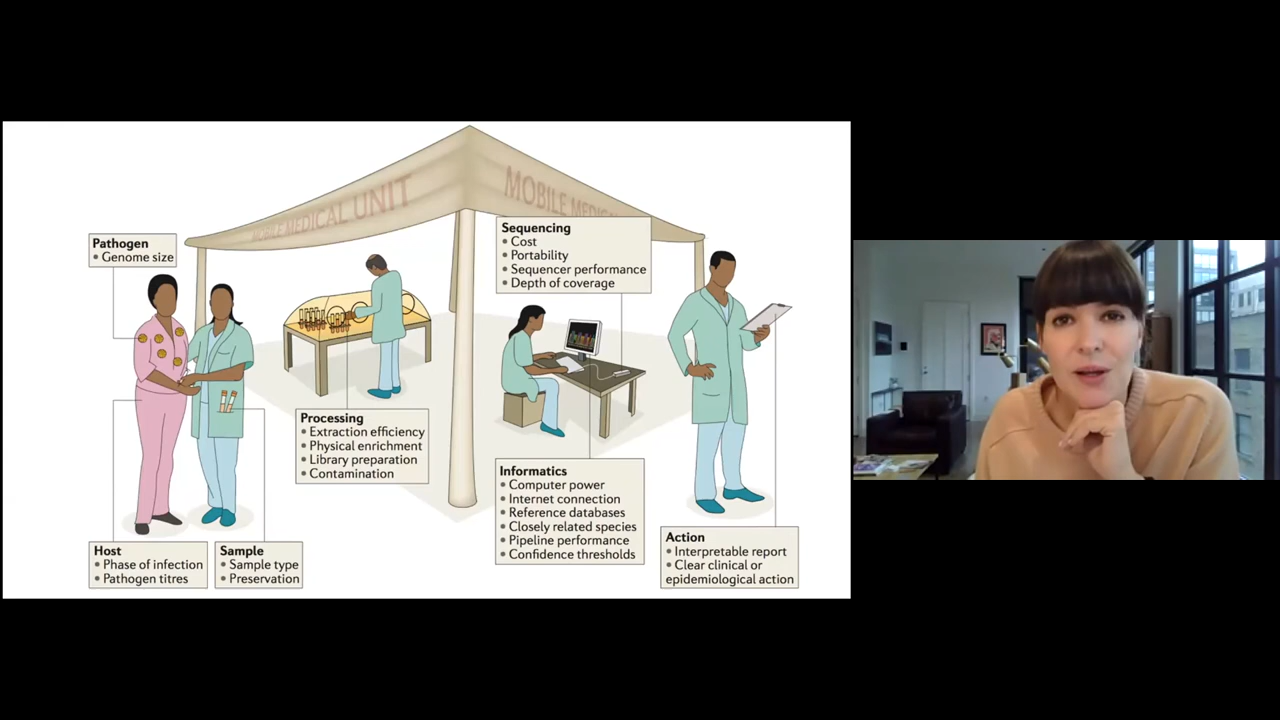 MOBILE MEDICAL UNIT
MOBILE
Pathogen
• Genome size
Sequencing
• Cost
• Portability
• Sequencer performance
• Depth of coverage
Processing
• Extraction efficiency
• Physical enrichment
• Library preparation
• Contamination
Informatics
• Computer power
• Internet connection
• Reference databases
• Closely related species
• Pipeline performance
• Confidence thresholds
Host
• Phase of infection
• Pathogen titres
Sample
• Sample type
• Preservation
Action
• Interpretable report
• Clear clinical or
epidemiological action